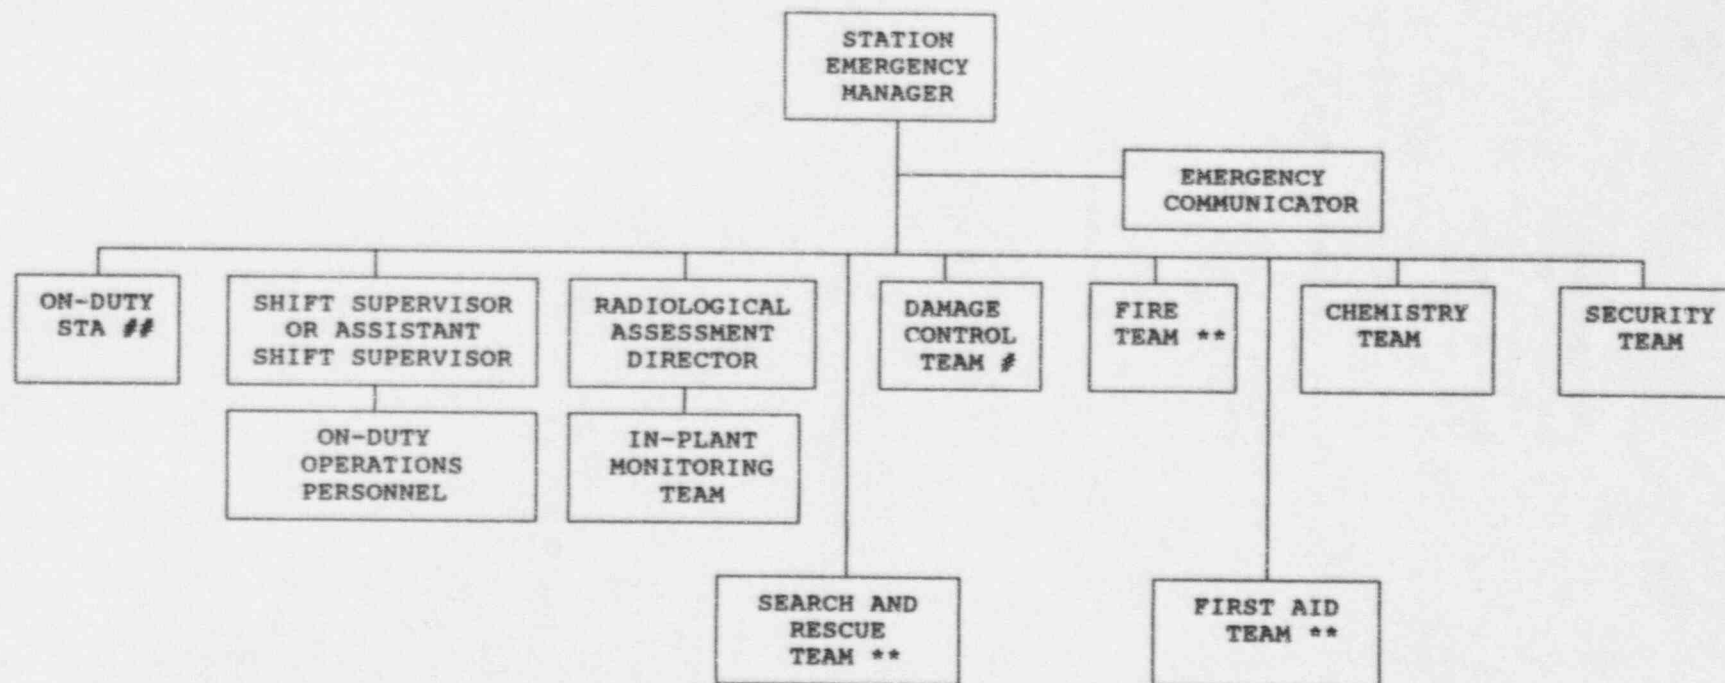 STATION
EMERGENCY
MANAGER
EMERGENCY
COMMUNICATOR
ON-DUTY
STA ##
SHIFT SUPERVISOR
OR ASSISTANT
SHIFT SUPERVISOR
RADIOLOGICAL
ASSESSMENT
DIRECTOR
DAMAGE
CONTROL
TEAM #
FIRE
TEAM **
CHEMISTRY
TEAM
SECURITY
TEAM
ON-DUTY
OPERATIONS
PERSONNEL
IN-PLANT
MONITORING
TEAM
SEARCH AND
RESCUE
TEAM **
FIRST AID
TEAM **